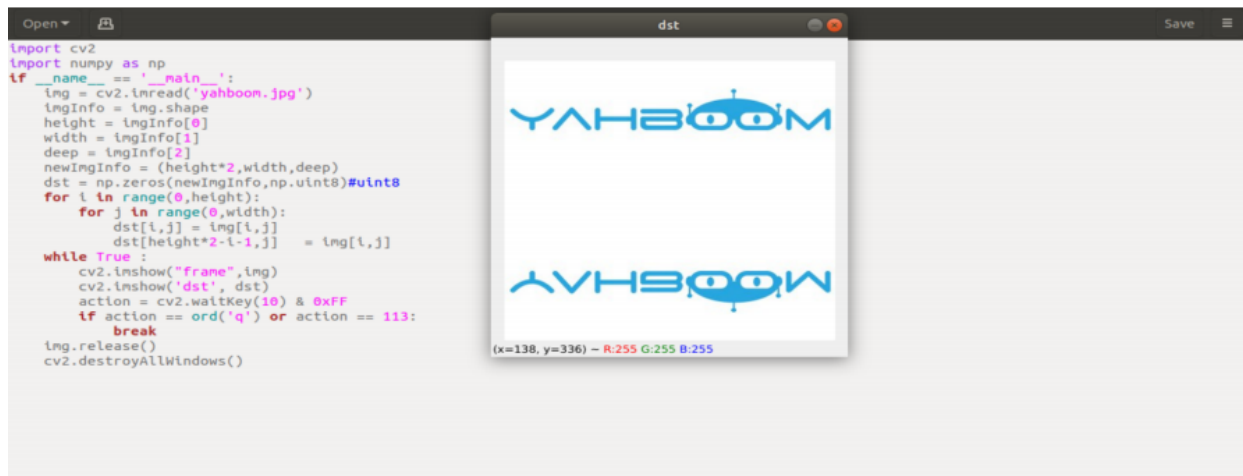 Open
dst
Save
import cv2
import numpy as np
if __name__ == '__main__':
    img = cv2.imread('yahboom.jpg')
    imgInfo = img.shape
    height = imgInfo[0]
    width = imgInfo[1]
    deep = imgInfo[2]
    newImgInfo = (height*2,width,deep)
    dst = np.zeros(newImgInfo,np.uint8)#uint8
    for i in range(0,height):
        for j in range(0,width):
            dst[i,j] = img[i,j]
            dst[height*2-i-1,j]   = img[i,j]
    while True :
        cv2.imshow("frame",img)
        cv2.imshow('dst', dst)
        action = cv2.waitKey(10) & 0xFF
        if action == ord('q') or action == 113:
            break
    img.release()
    cv2.destroyAllWindows()
YAHBOOM
YAHBOOM
(x=138, y=336) ~ R:255 G:255 B:255